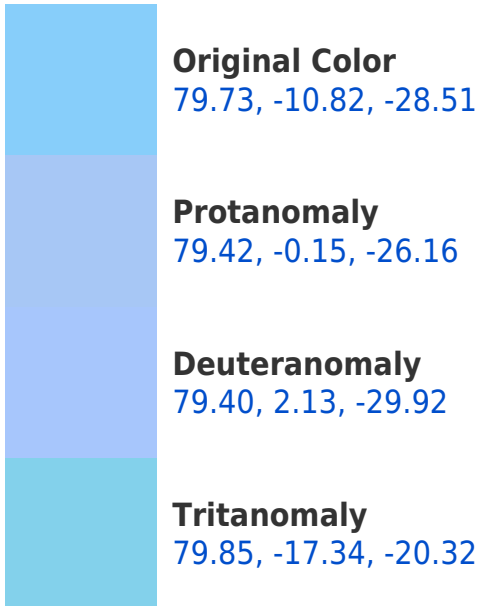 Original Color
79.73, -10.82, -28.51
Protanomaly
79.42, -0.15, -26.16
Deuteranomaly
79.40, 2.13, -29.92
Tritanomaly
79.85, -17.34, -20.32